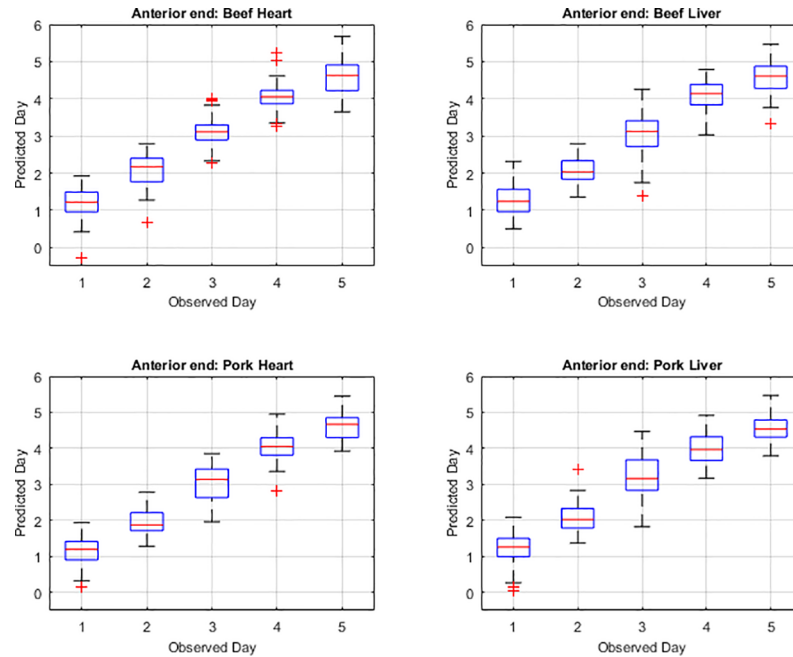 Anterior end: Beef Heart
Predicted Day
6
5
4
3
2
1
0
1 2 3 4 5
Observed Day
Anterior end: Beef Liver
Predicted Day
6
5
4
3
2
1
0
1 2 3 4 5
Observed Day
Anterior end: Pork Heart
Predicted Day
6
5
4
3
2
1
0
1 2 3 4 5
Observed Day
Anterior end: Pork Liver
Predicted Day
6
5
4
3
2
1
0
1 2 3 4 5
Observed Day